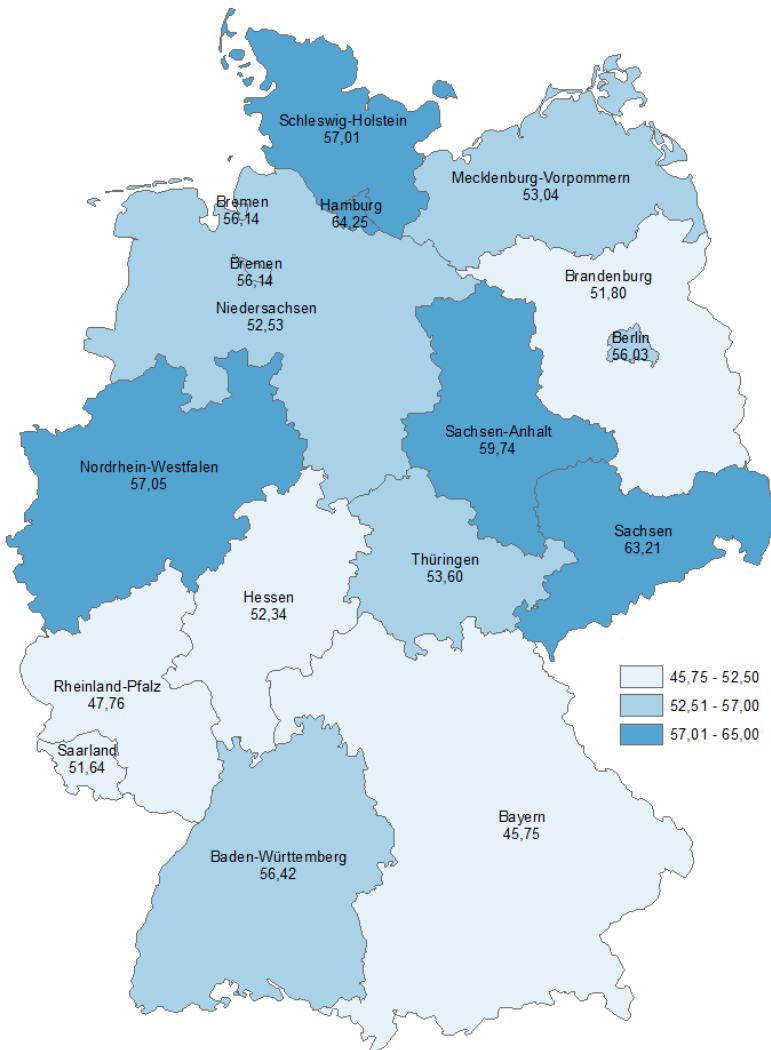 Schleswig-Holstein
57,01
Mecklenburg-Vorpommern
53,04
Bremen
56,14
Hamburg
64,25
Bremen
56,14
Brandenburg
51,80
Niedersachsen
52,53
Berlin
56,03
Sachsen-Anhalt
59,74
Nordrhein-Westfalen
57,05
Sachsen
63,21
Thüringen
53,60
Hessen
52,34
Rheinland-Pfalz
47,76
45,75 - 52,50
52,51 - 57,00
57,01 - 65,00
Saarland
51,64
Bayern
45,75
Baden-Württemberg
56,42